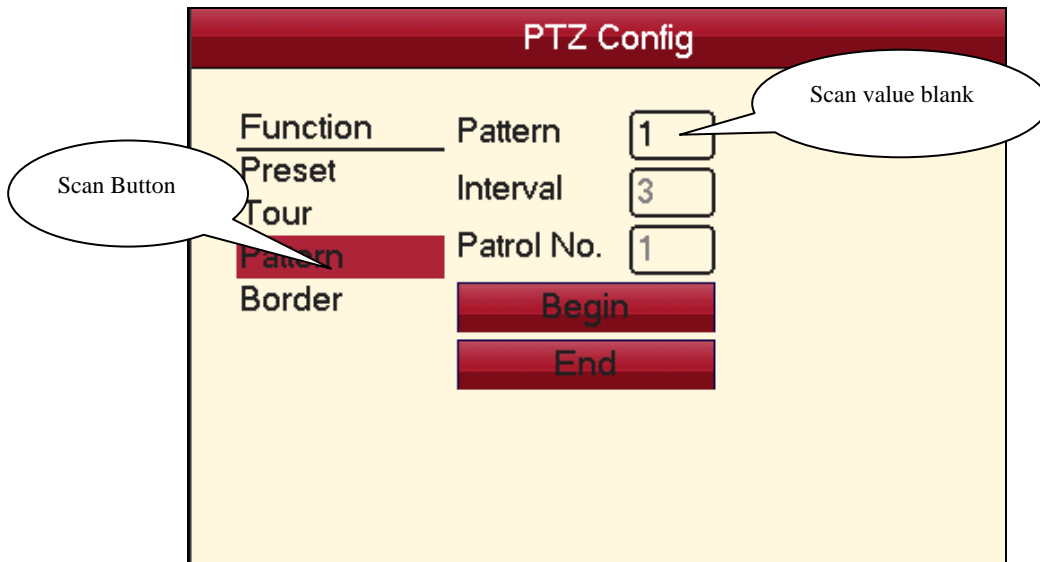 PTZ Config
Scan value blank
Function
Pattern
1
Preset
Interval
3
Scan Button
Tour
Pattern
Patrol No.
1
Border
Begin
End